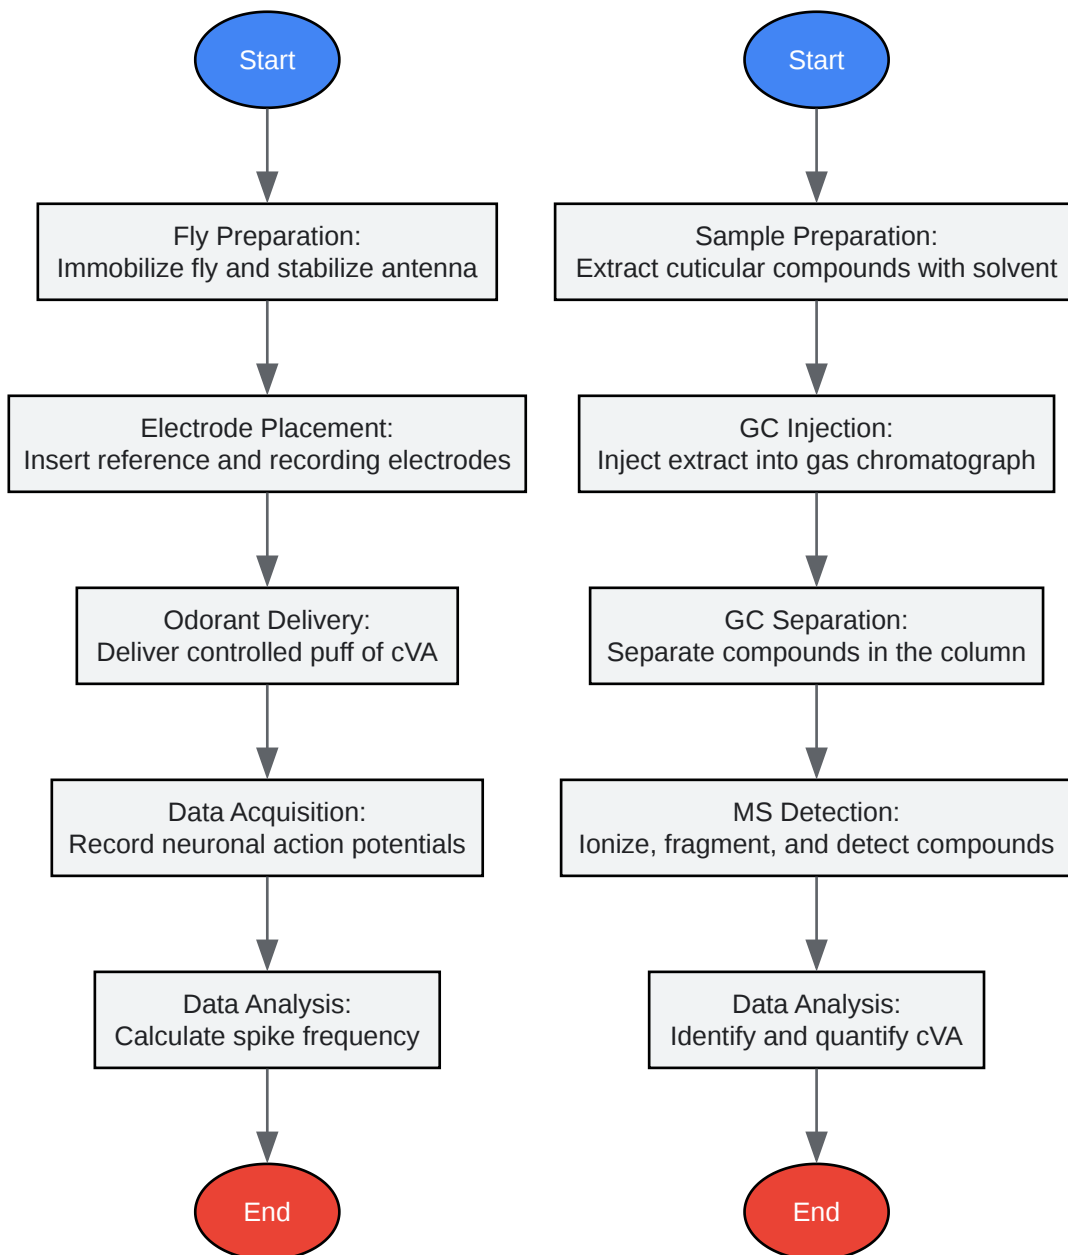 Start
Fly Preparation:
Immobilize fly and stabilize antenna
Electrode Placement:
Insert reference and recording electrodes
Odorant Delivery:
Deliver controlled puff of cVA
Data Acquisition:
Record neuronal action potentials
Data Analysis:
Calculate spike frequency
End
Start
Sample Preparation:
Extract cuticular compounds with solvent
GC Injection:
Inject extract into gas chromatograph
GC Separation:
Separate compounds in the column
MS Detection:
Ionize, fragment, and detect compounds
Data Analysis:
Identify and quantify cVA
End